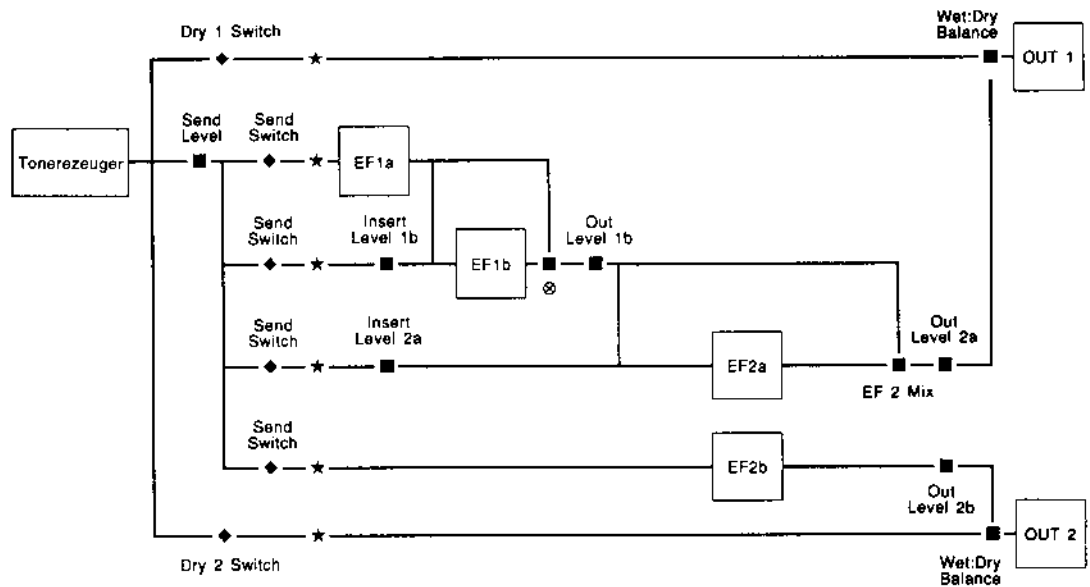 Wet:Dry
Balance
Dry 1 Switch
OUT 1
Send
Level
Send
Switch
Tonerezeuger
EF1a
Send
Switch
Insert
Level 1b
Out
Level 1b
EF1b
Send
Switch
Insert
Level 2a
Out
Level 2a
EF2a
EF 2 Mix
Send
Switch
EF2b
Out
Level 2b
OUT 2
Dry 2 Switch
Wet:Dry
Balance